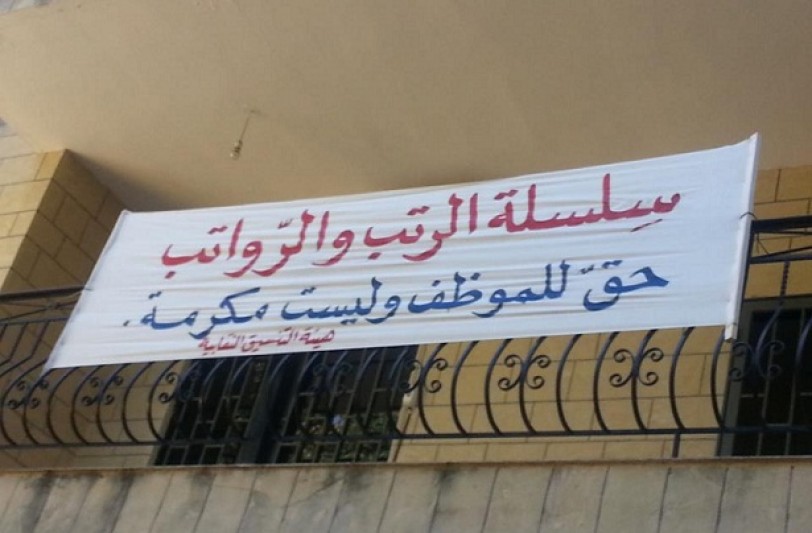 سِلسلة الرتب والرّواتب
حقّ للموظف وليست مكرمة.
هيئة التنسيق النقابية